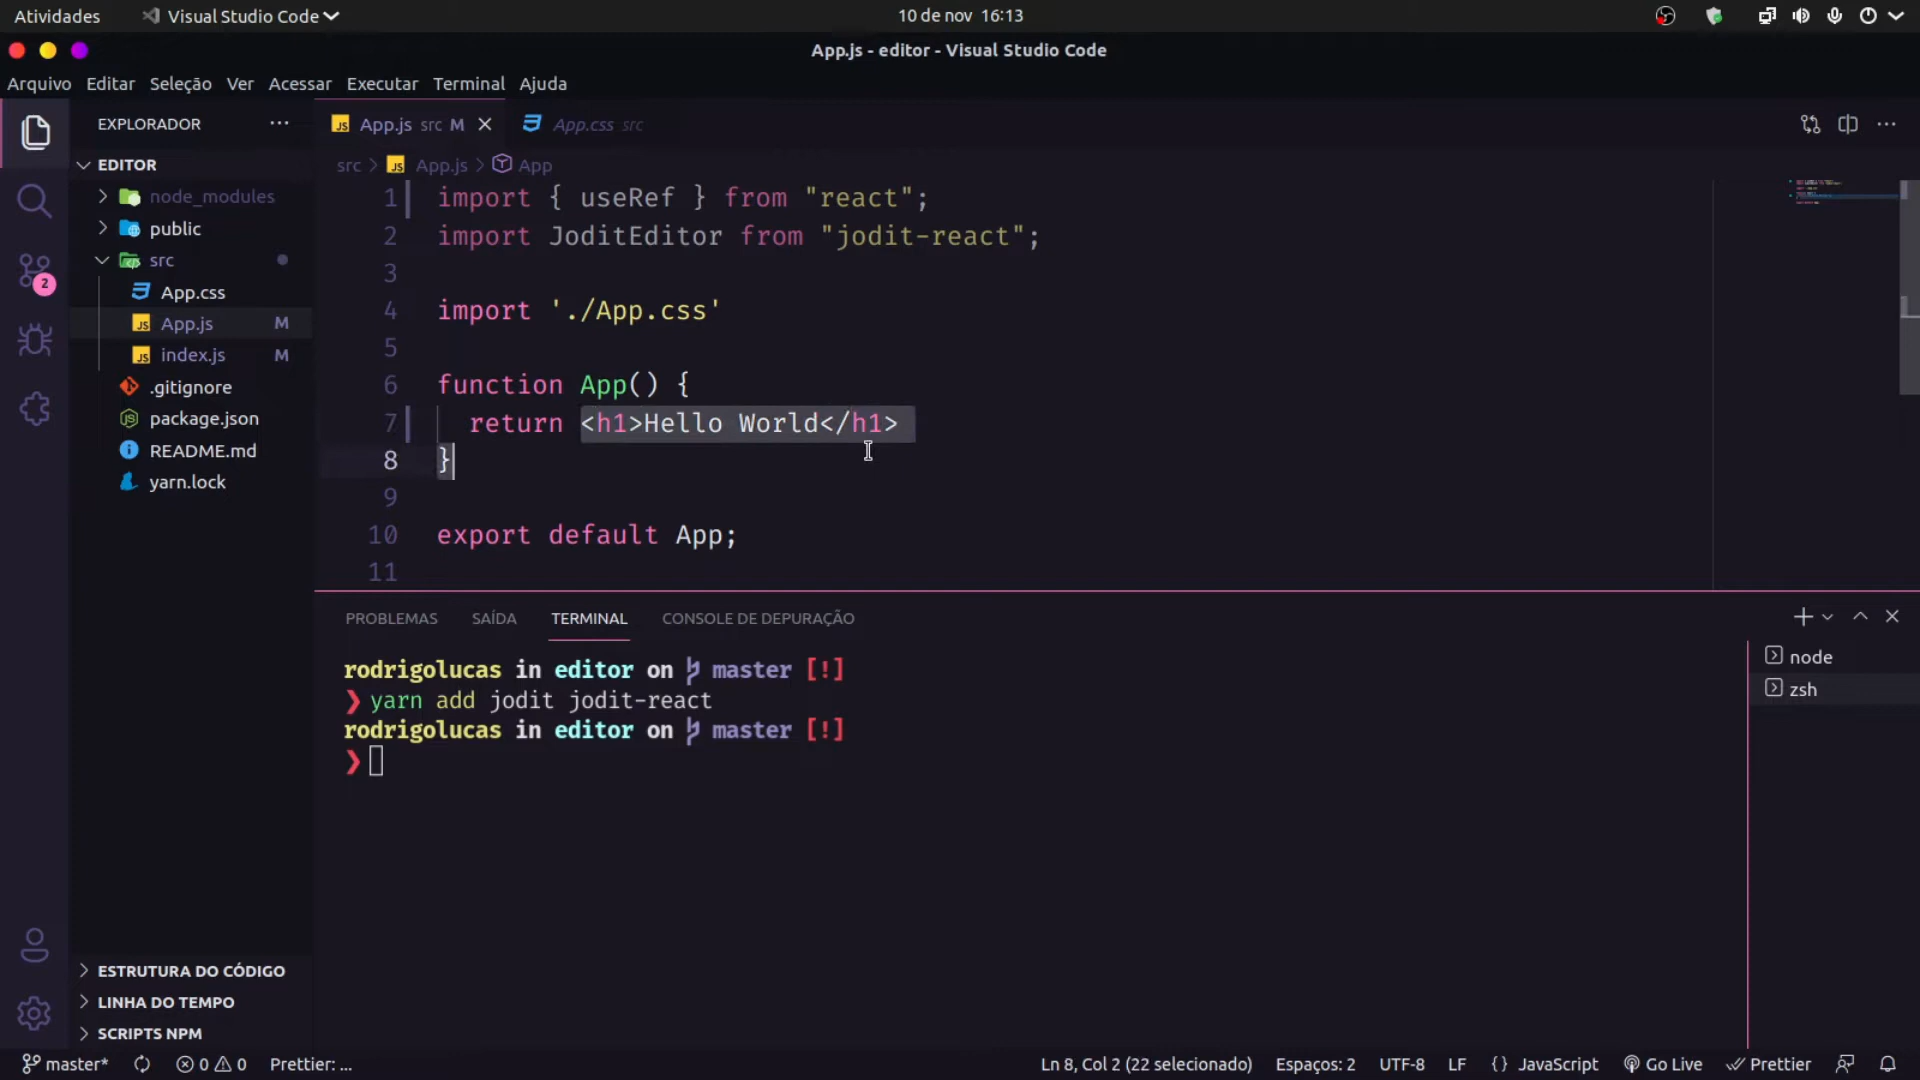 Atividades
Visual Studio Code
10 de nov 16:13
App.js - editor - Visual Studio Code
Arquivo Editar Seleção Ver Acessar Executar Terminal Ajuda
EXPLORADOR
App.js src M
App.css src
EDITOR
src > App.js > App
node_modules
public
src
App.css
App.js M
index.js M
.gitignore
package.json
README.md
yarn.lock
2
1 import { useRef } from "react";
2 import JoditEditor from "jodit-react";
3
4 import './App.css'
5
6 function App() {
7 return <h1>Hello World</h1>
8 }
9
10 export default App;
11
PROBLEMAS SAÍDA TERMINAL CONSOLE DE DEPURAÇÃO
rodrigolucas in editor on master [!]
❯ yarn add jodit jodit-react
rodrigolucas in editor on master [!]
❯
node
zsh
ESTRUTURA DO CÓDIGO
LINHA DO TEMPO
SCRIPTS NPM
master* 0 0 Prettier: ...
Ln 8, Col 2 (22 selecionado) Espaços: 2 UTF-8 LF {} JavaScript Go Live Prettier